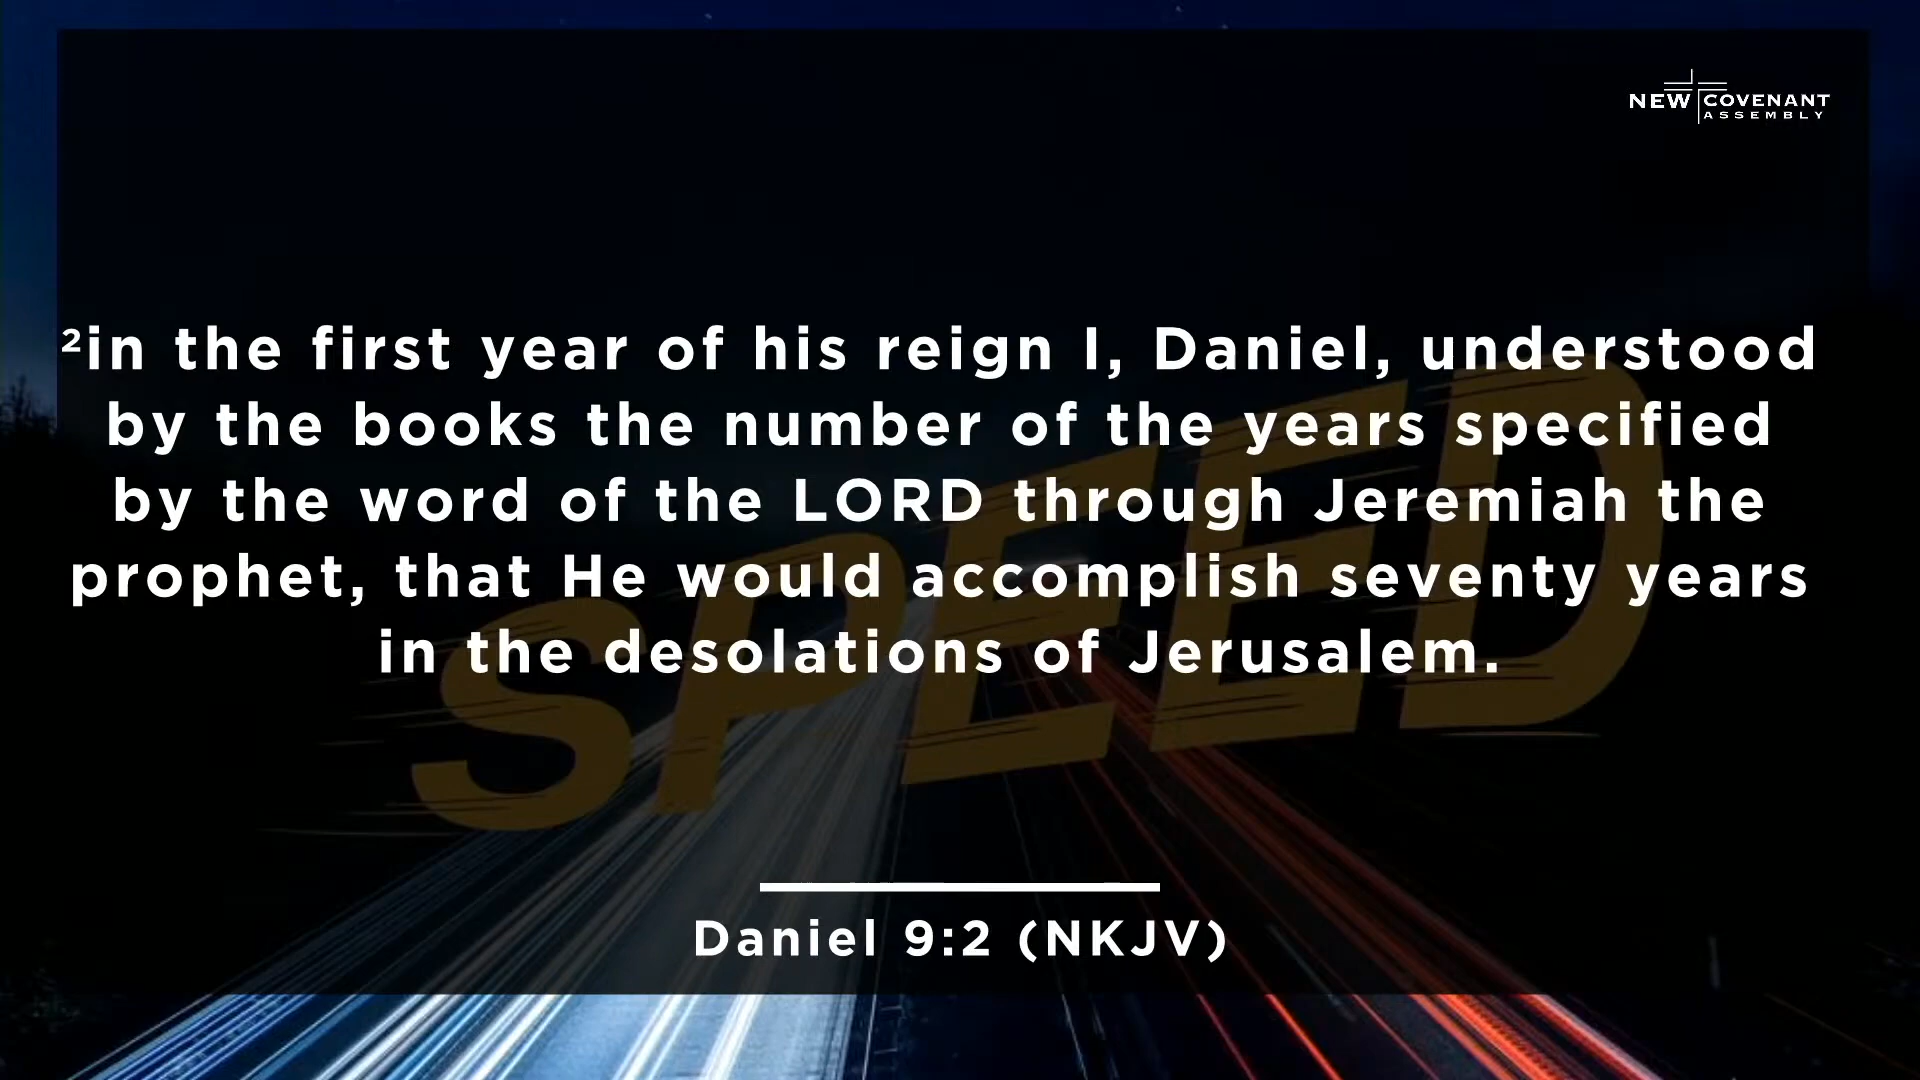 NEW COVENANT
ASSEMBLY
²in the first year of his reign I, Daniel, understood
by the books the number of the years specified
by the word of the LORD through Jeremiah the
prophet, that He would accomplish seventy years
in the desolations of Jerusalem.
SPEED
Daniel 9:2 (NKJV)